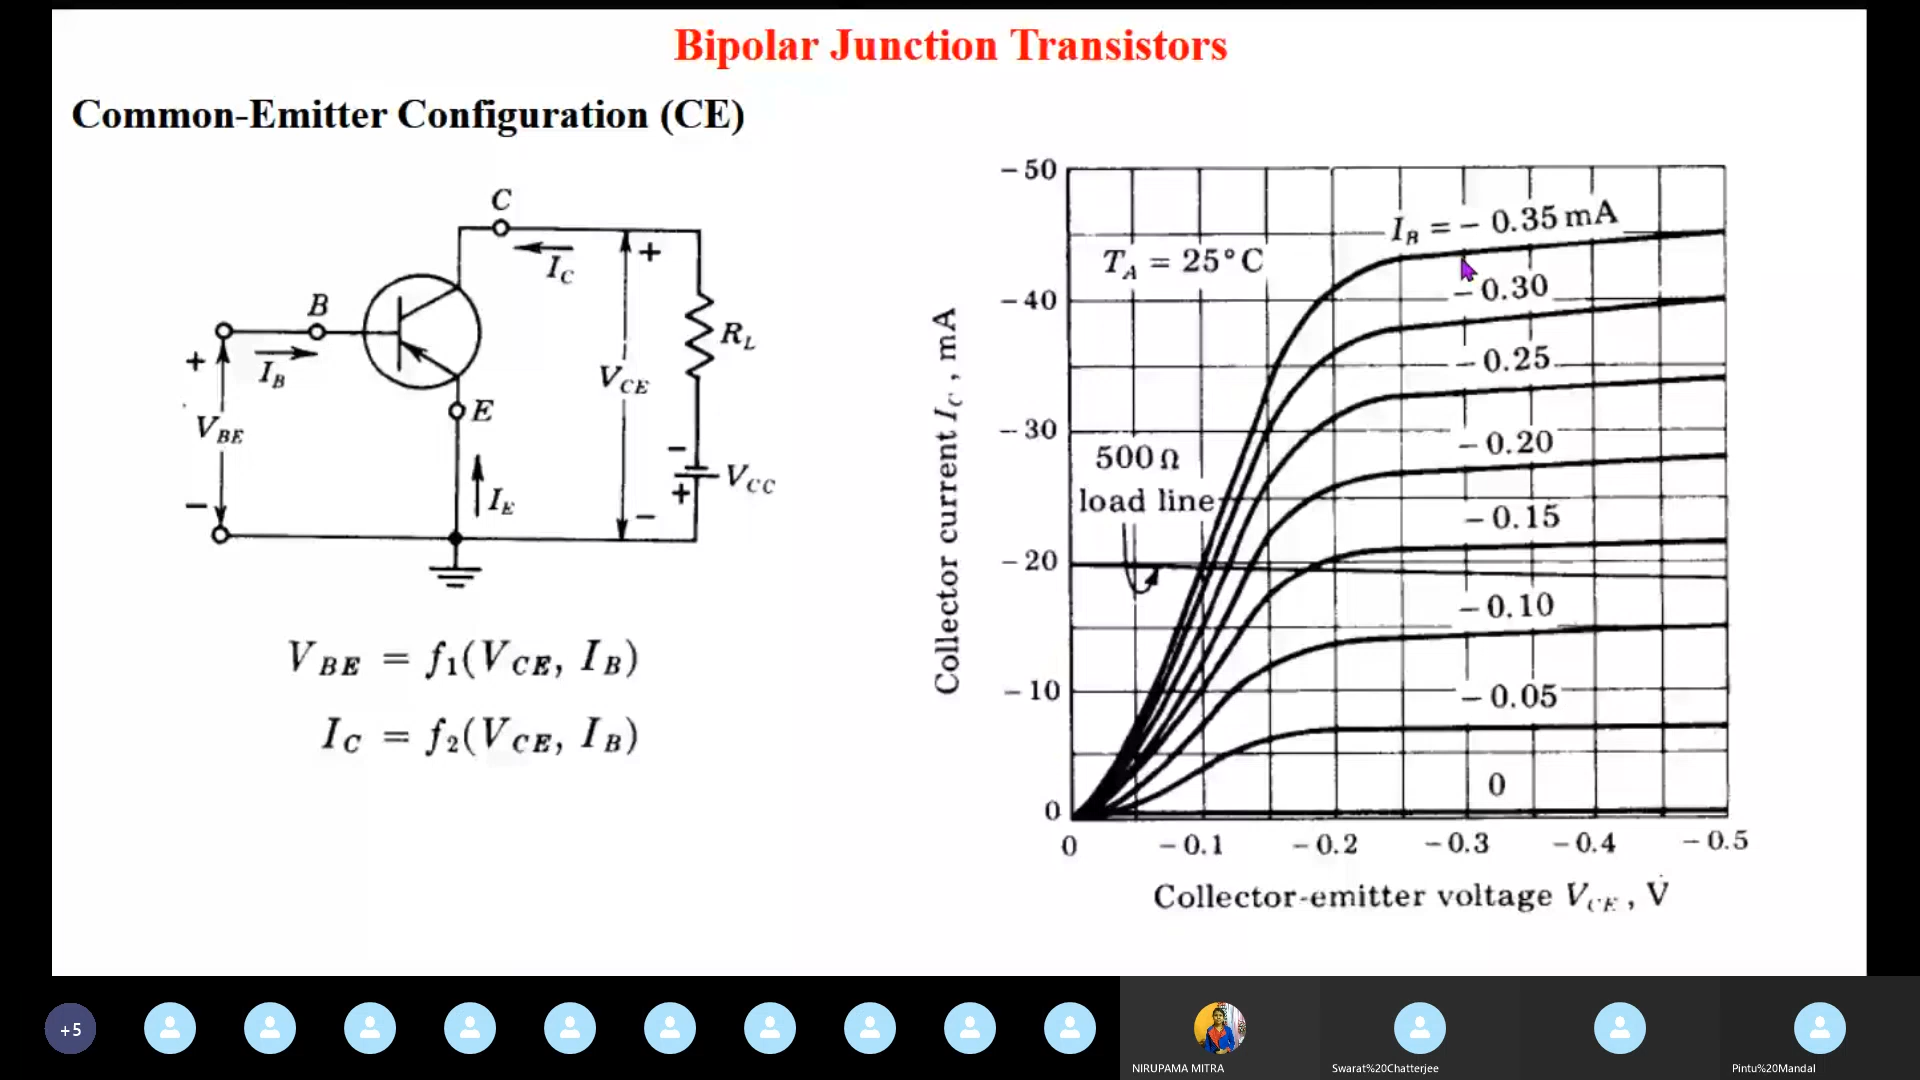 Bipolar Junction Transistors
Common-Emitter Configuration (CE)
C
+
I_C
B
+
I_B
R_L
V_CE
E
V_BE
−
V_CC
+
−
I_E
−
V_BE = f_1(V_CE, I_B)
I_C = f_2(V_CE, I_B)
Collector current I_C, mA
−50
−40
−30
−20
−10
0
T_A = 25°C
I_B = −0.35 mA
−0.30
−0.25
−0.20
−0.15
−0.10
−0.05
0
500 Ω
load line
0
−0.1
−0.2
−0.3
−0.4
−0.5
Collector-emitter voltage V_CE, V
+5
NIRUPAMA MITRA
Swarat%20Chatterjee
Pintu%20Mandal